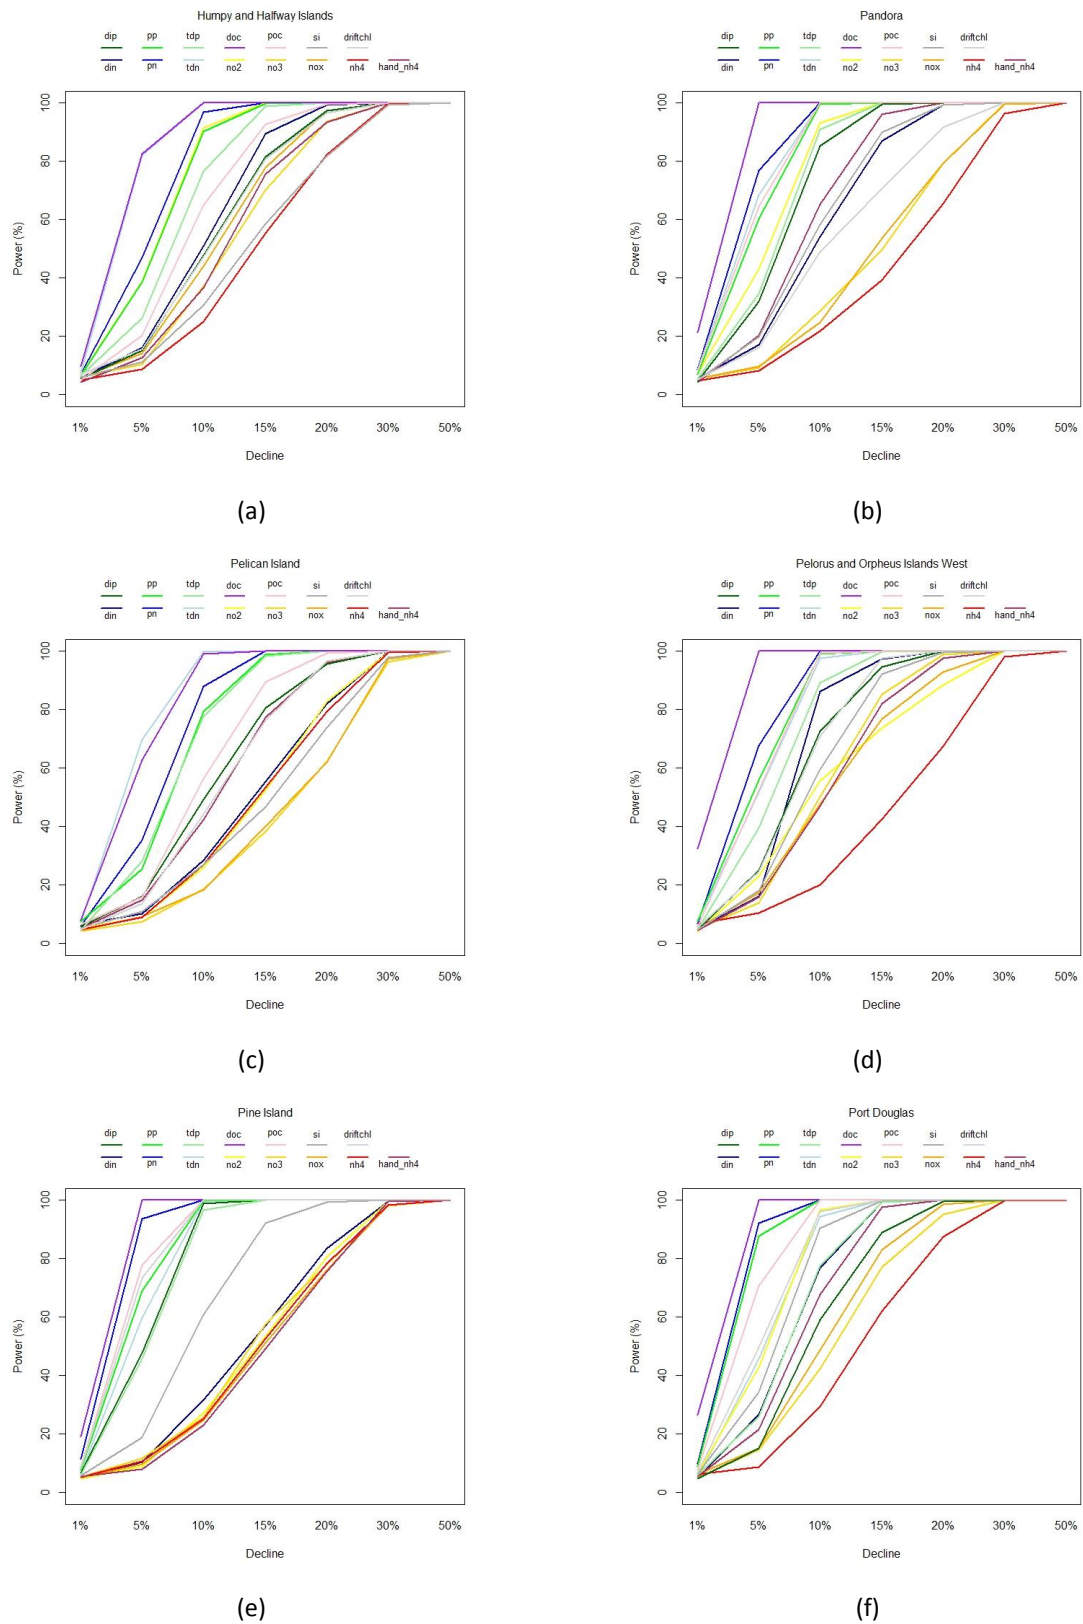 Humpy and Halfway Islands
dip pp tdp doc poc si driftchl
din pn tdn no2 no3 nox nh4 hand_nh4
Power (%)
100
80
60
40
20
0
1% 5% 10% 15% 20% 30% 50%
Decline
(a)
Pandora
dip pp tdp doc poc si driftchl
din pn tdn no2 no3 nox nh4 hand_nh4
Power (%)
100
80
60
40
20
0
1% 5% 10% 15% 20% 30% 50%
Decline
(b)
Pelican Island
dip pp tdp doc poc si driftchl
din pn tdn no2 no3 nox nh4 hand_nh4
Power (%)
100
80
60
40
20
0
1% 5% 10% 15% 20% 30% 50%
Decline
(c)
Pelorus and Orpheus Islands West
dip pp tdp doc poc si driftchl
din pn tdn no2 no3 nox nh4 hand_nh4
Power (%)
100
80
60
40
20
0
1% 5% 10% 15% 20% 30% 50%
Decline
(d)
Pine Island
dip pp tdp doc poc si driftchl
din pn tdn no2 no3 nox nh4 hand_nh4
Power (%)
100
80
60
40
20
0
1% 5% 10% 15% 20% 30% 50%
Decline
(e)
Port Douglas
dip pp tdp doc poc si driftchl
din pn tdn no2 no3 nox nh4 hand_nh4
Power (%)
100
80
60
40
20
0
1% 5% 10% 15% 20% 30% 50%
Decline
(f)